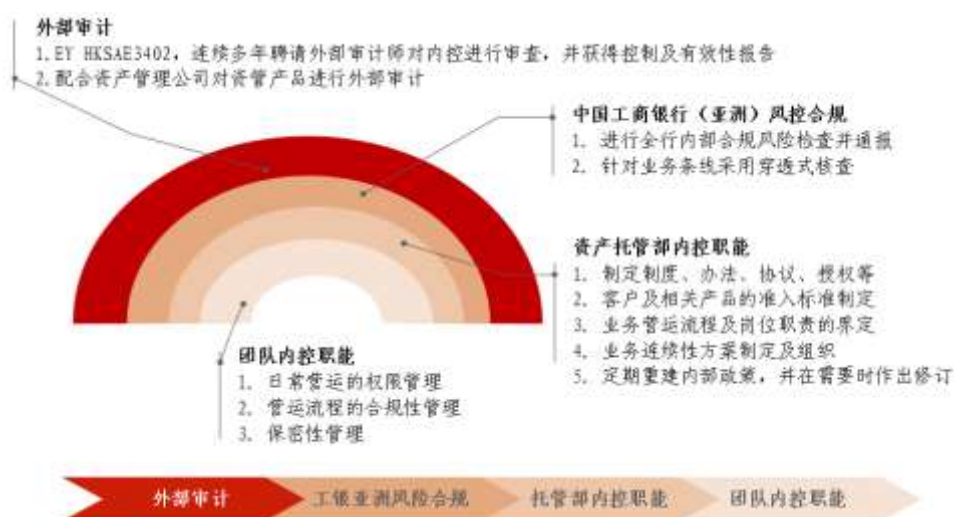 外部审计
1. EY HKSAE3402，连续多年聘请外部审计师对内控进行审查，并获得控制及有效性报告
2. 配合资产管理公司对资管产品进行外部审计
中国工商银行（亚洲）风控合规
1. 进行全行内部合规风险检查并通报
2. 针对业务条线采用穿透式核查
资产托管部内控职能
1. 制定制度、办法、协议、授权等
2. 客户及相关产品的准入标准制定
3. 业务营运流程及岗位职责的界定
4. 业务连续性方案制定及组织
5. 定期重建内部政策，并在需要时作出修订
团队内控职能
1. 日常营运的权限管理
2. 营运流程的合规性管理
3. 保密性管理
外部审计 工银亚洲风险合规 托管部内控职能 团队内控职能